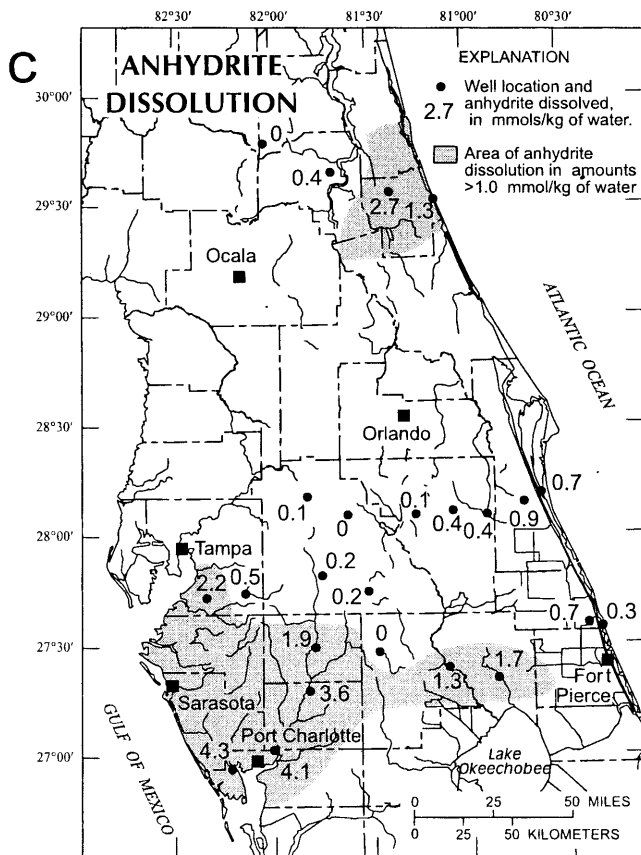 82°30' 82°00' 81°30' 81°00' 80°30'
C
ANHYDRITE
DISSOLUTION
EXPLANATION
Well location and
anhydrite dissolved,
in mmols/kg of water.
2.7
Area of anhydrite
dissolution in amounts
>1.0 mmol/kg of water
30°00'
0
0.4
29°30'
2.7 1.3
Ocala
29°00'
ATLANTIC OCEAN
28°30'
Orlando
0.7
0.1 0 0.1 0.4 0.4 0.9
28°00'
Tampa
0.2
2.2 0.5
0.2
0.7 0.3
27°30'
1.9 0
1.3 1.7
Fort
Pierce
3.6
Sarasota
Port Charlotte
4.3
4.1
27°00'
Lake
Okeechobee
GULF OF MEXICO
0 25 50 MILES
0 25 50 KILOMETERS